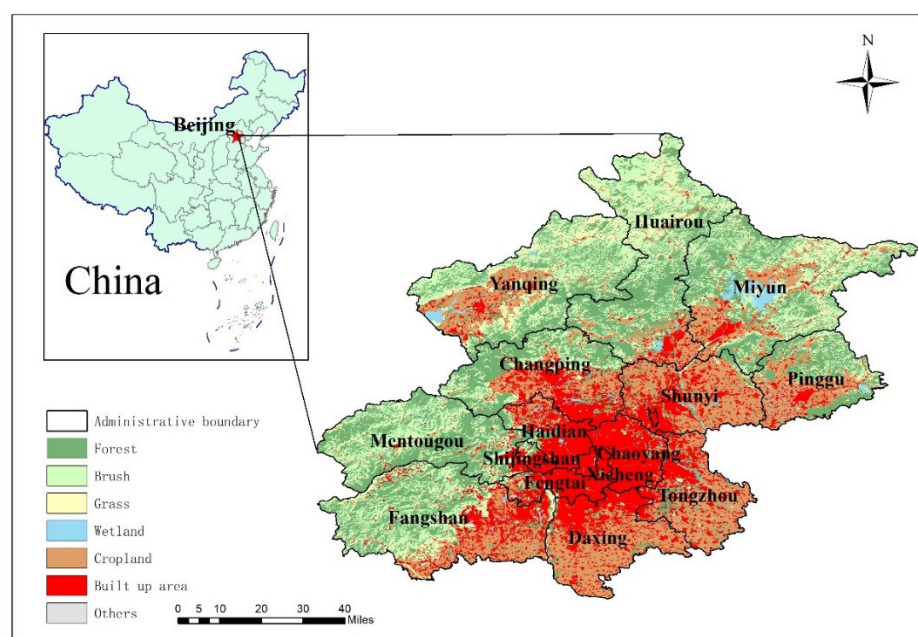 N
Beijing
China
Huairou
Miyun
Yanqing
Changping
Shunyi
Pinggu
Haidian
Mentougou
Shijingshan
Chaoyang
Xicheng
Fengtai
Tongzhou
Fangshan
Daxing
Administrative boundary
Forest
Brush
Grass
Wetland
Cropland
Built up area
Others
0 5 10 20 30 40
Miles